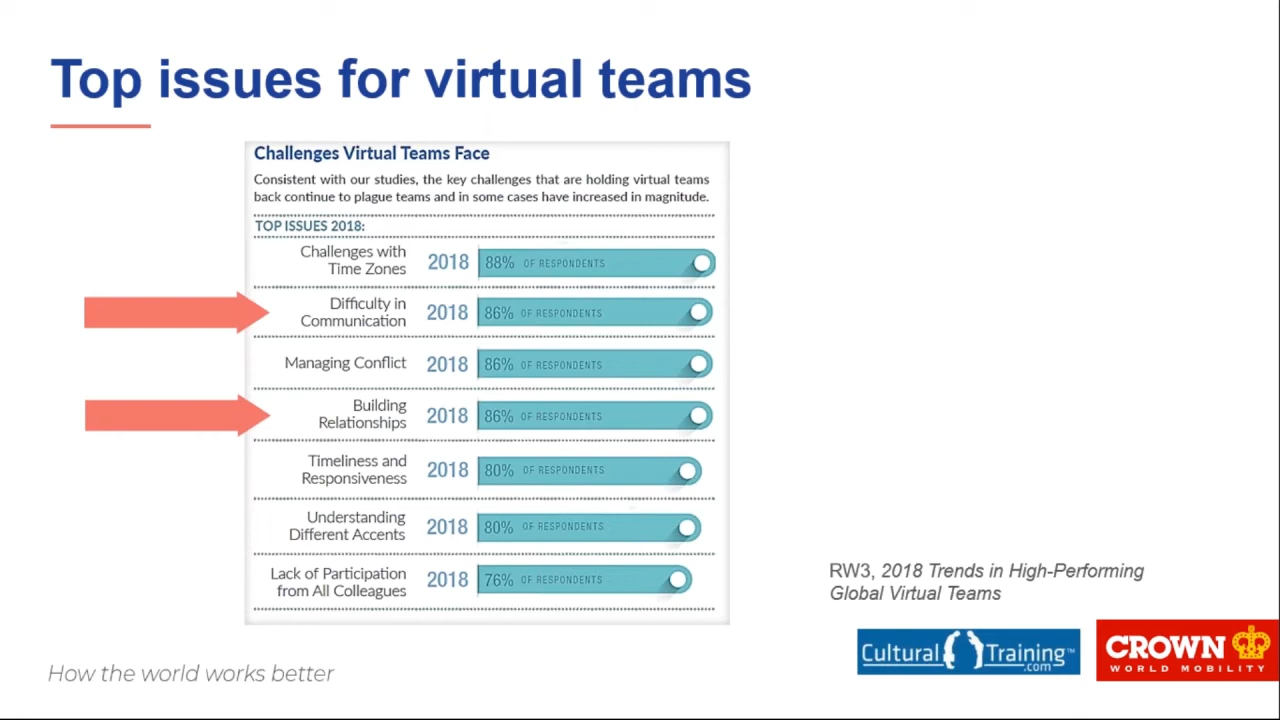 Top issues for virtual teams
Challenges Virtual Teams Face
Consistent with our studies, the key challenges that are holding virtual teams
back continue to plague teams and in some cases have increased in magnitude.
TOP ISSUES 2018:
Challenges with
Time Zones
2018 88% OF RESPONDENTS
Difficulty in
Communication
2018 86% OF RESPONDENTS
Managing Conflict 2018 86% OF RESPONDENTS
Building
Relationships
2018 86% OF RESPONDENTS
Timeliness and
Responsiveness
2018 80% OF RESPONDENTS
Understanding
Different Accents
2018 80% OF RESPONDENTS
Lack of Participation
from All Colleagues
2018 76% OF RESPONDENTS
RW3, 2018 Trends in High-Performing
Global Virtual Teams
Cultural Training™
.com
CROWN
WORLD MOBILITY
How the world works better